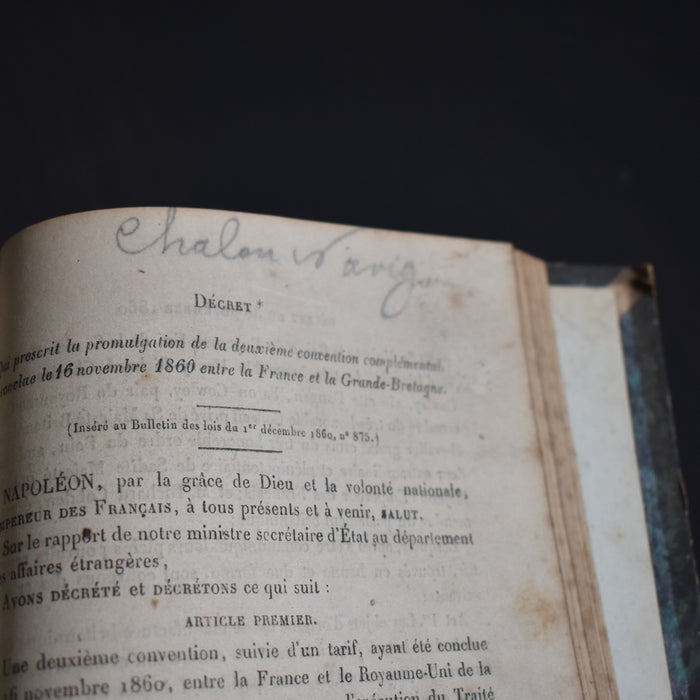 Chalon
DÉCRET *
prescrit la promulgation de la deuxième convention
le 16 novembre 1860 entre la France et la Grande-Bretagne.
(Inséré au Bulletin des lois du 1er décembre 1860, n° 875.)
NAPOLÉON, par la grâce de Dieu et la volonté nationale,
DES FRANÇAIS, à tous présents et à venir, SALUT.
Sur le rapport de notre ministre secrétaire d'État au département
affaires étrangères,
AVONS DÉCRÉTÉ et DÉCRÉTONS ce qui suit :
ARTICLE PREMIER.
Une deuxième convention, suivie d'un tarif, ayant été conclue
novembre 1860, entre la France et le Royaume-Uni de la
l'exécution du Traité